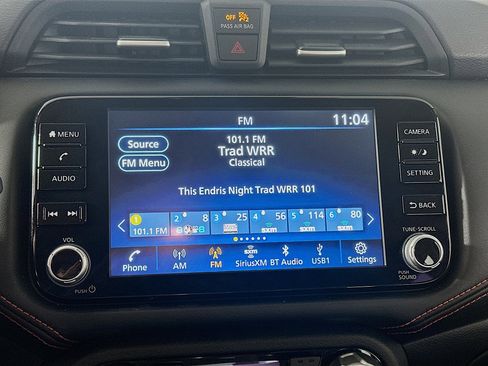 OFF
PASS AIR BAG
FM
11:04
MENU
AUDIO
VOL
PUSH
Source
FM Menu
101.1 FM
Trad WRR
Classical
This Endris Night Trad WRR 101
1 2 8 3 25 4 56 5 114 6 80
101.1 FM sxm sxm sxm
Phone AM FM SiriusXM BT Audio USB1 Settings
CAMERA
SETTING
BACK
TUNE-SCROLL
PUSH
SOUND